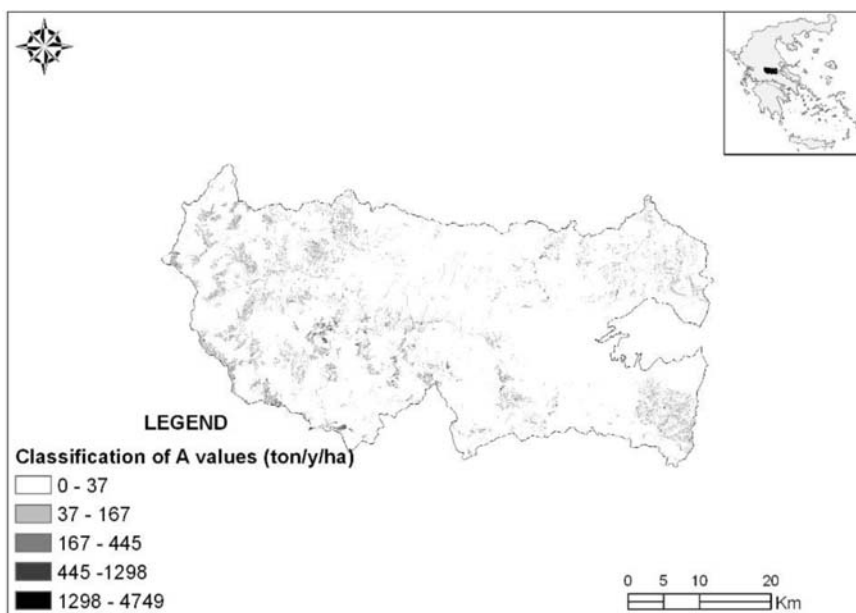 LEGEND
Classification of A values (ton/y/ha)
0 - 37
37 - 167
167 - 445
445 -1298
1298 - 4749
0 5 10 20
Km